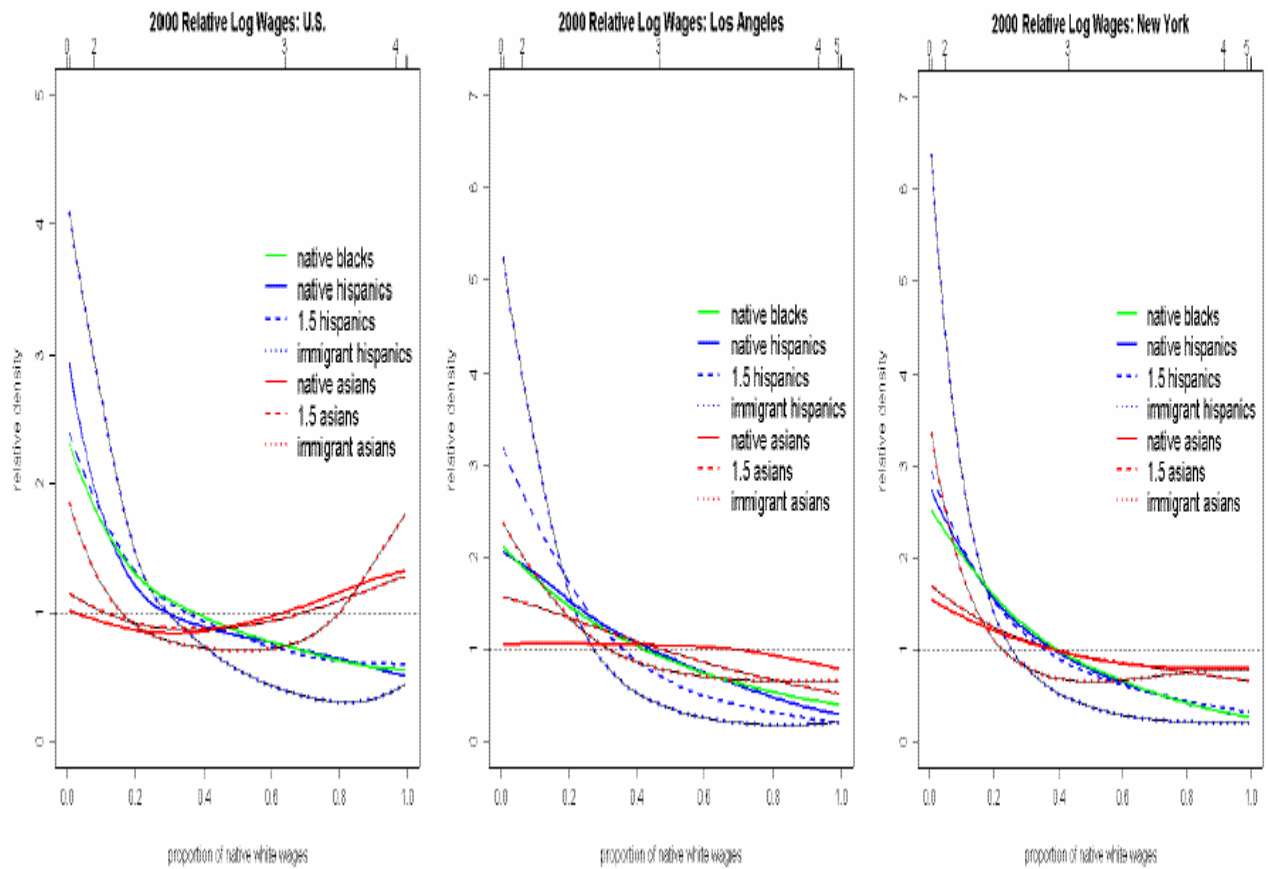 2000 Relative Log Wages: U.S.
0 2 3 4
5
4
3
2
1
0
relative density
native blacks
native hispanics
1.5 hispanics
immigrant hispanics
native asians
1.5 asians
immigrant asians
0.0 0.2 0.4 0.6 0.8 1.0
proportion of native white wages
2000 Relative Log Wages: Los Angeles
0 2 3 4 5
7
6
5
4
3
2
1
0
relative density
native blacks
native hispanics
1.5 hispanics
immigrant hispanics
native asians
1.5 asians
immigrant asians
0.0 0.2 0.4 0.6 0.8 1.0
proportion of native white wages
2000 Relative Log Wages: New York
0 2 3 4 5
7
6
5
4
3
2
1
0
relative density
native blacks
native hispanics
1.5 hispanics
immigrant hispanics
native asians
1.5 asians
immigrant asians
0.0 0.2 0.4 0.6 0.8 1.0
proportion of native white wages